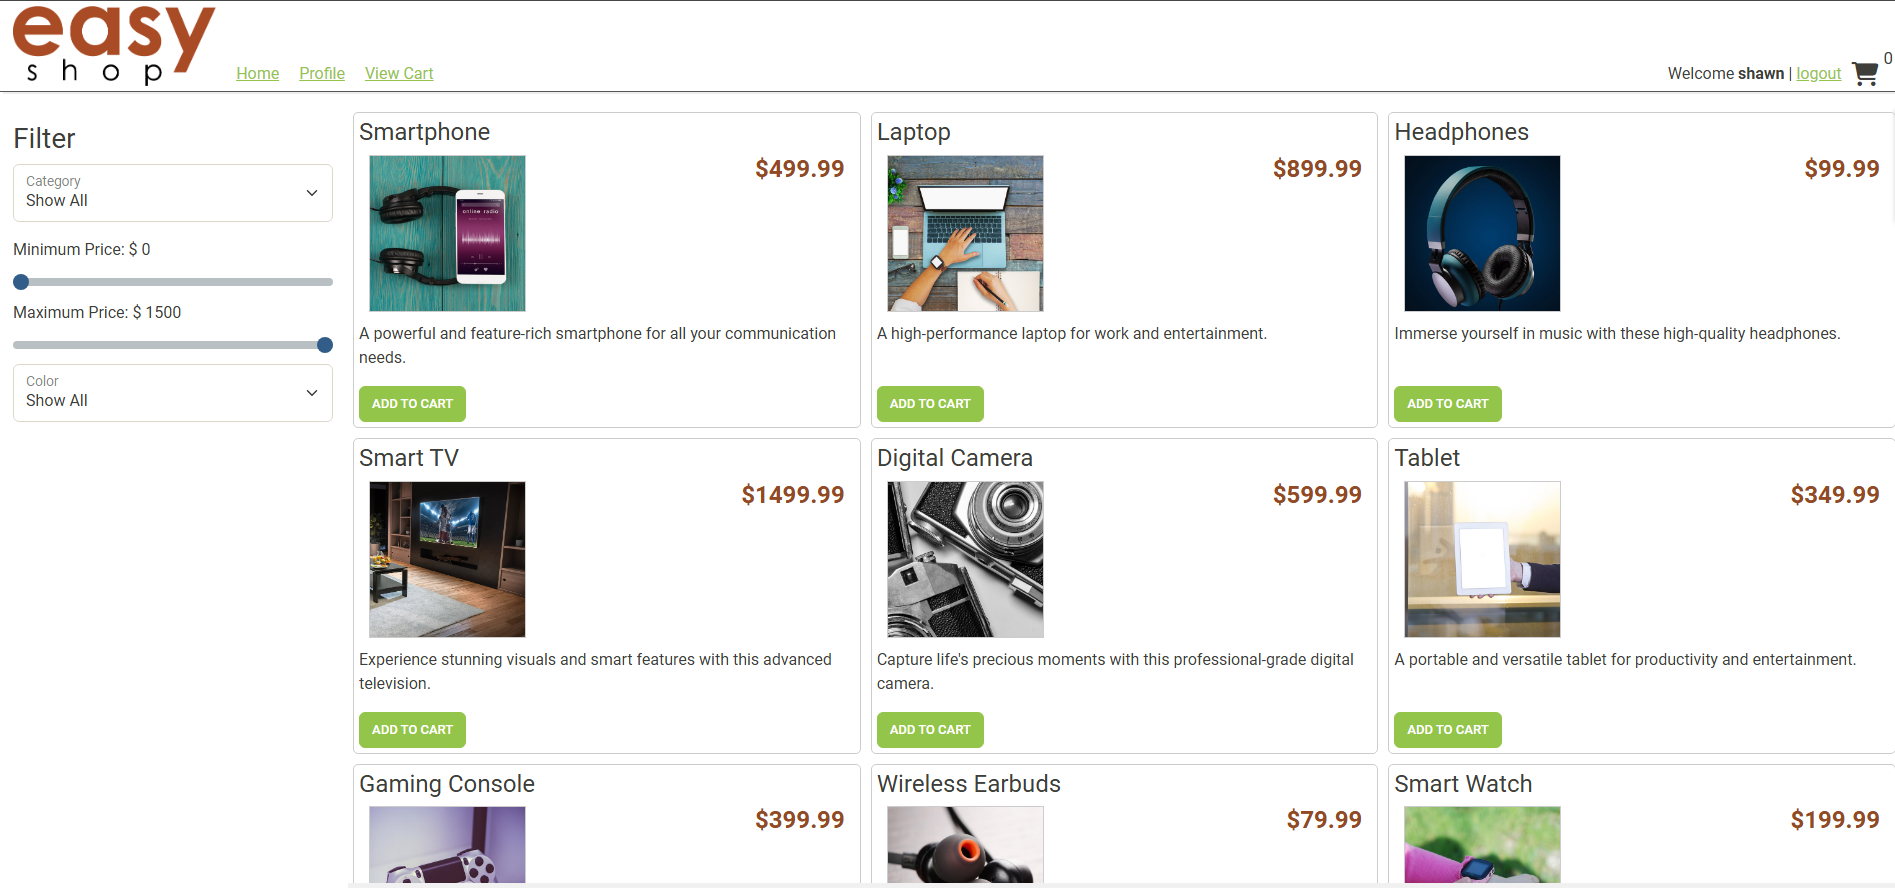 easy
shop
Home Profile View Cart
Welcome shawn | logout
0
Filter
Category
Show All
Minimum Price: $ 0
Maximum Price: $ 1500
Color
Show All
Smartphone
$499.99
online radio
A powerful and feature-rich smartphone for all your communication
needs.
ADD TO CART
Laptop
$899.99
A high-performance laptop for work and entertainment.
ADD TO CART
Headphones
$99.99
Immerse yourself in music with these high-quality headphones.
ADD TO CART
Smart TV
$1499.99
Experience stunning visuals and smart features with this advanced
television.
ADD TO CART
Digital Camera
$599.99
Capture life's precious moments with this professional-grade digital
camera.
ADD TO CART
Tablet
$349.99
A portable and versatile tablet for productivity and entertainment.
ADD TO CART
Gaming Console
$399.99
Wireless Earbuds
$79.99
Smart Watch
$199.99